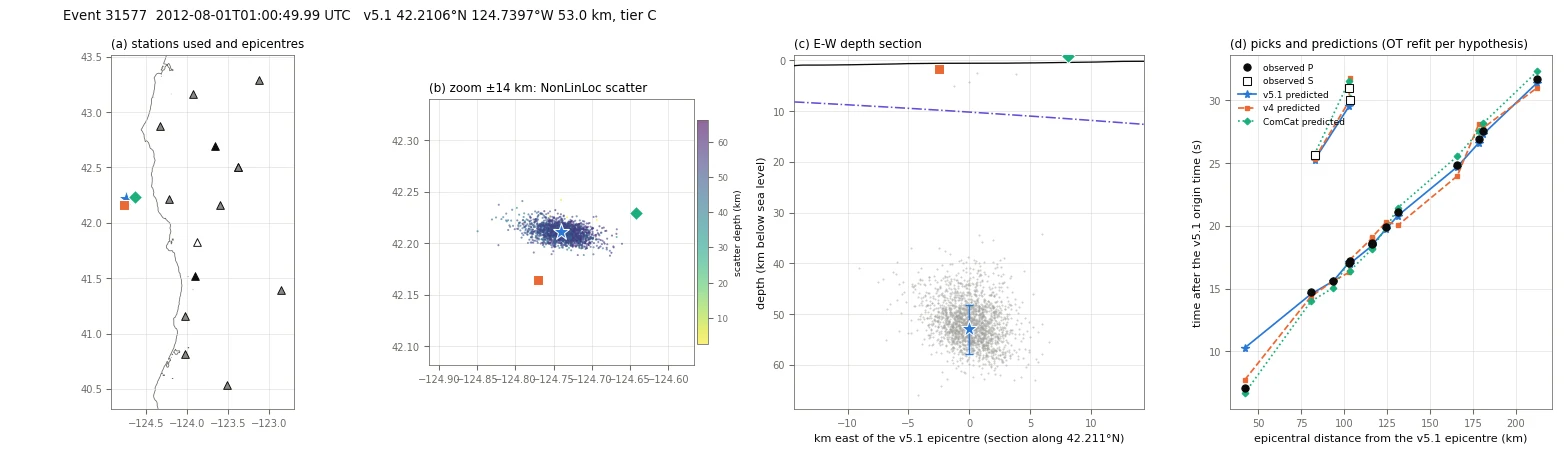 Event 31577  2012-08-01T01:00:49.99 UTC   v5.1 42.2106°N 124.7397°W 53.0 km, tier C
(a) stations used and epicentres
43.5
43.0
42.5
42.0
41.5
41.0
40.5
−124.5 −124.0 −123.5 −123.0
(b) zoom ±14 km: NonLinLoc scatter
42.30
42.25
42.20
42.15
42.10
−124.90 −124.85 −124.80 −124.75 −124.70 −124.65 −124.60
60
50
40
30
20
10
scatter depth (km)
(c) E-W depth section
0
10
20
30
40
50
60
depth (km below sea level)
−10 −5 0 5 10
km east of the v5.1 epicentre (section along 42.211°N)
(d) picks and predictions (OT refit per hypothesis)
observed P
observed S
v5.1 predicted
v4 predicted
ComCat predicted
30
25
20
15
10
time after the v5.1 origin time (s)
50 75 100 125 150 175 200
epicentral distance from the v5.1 epicentre (km)